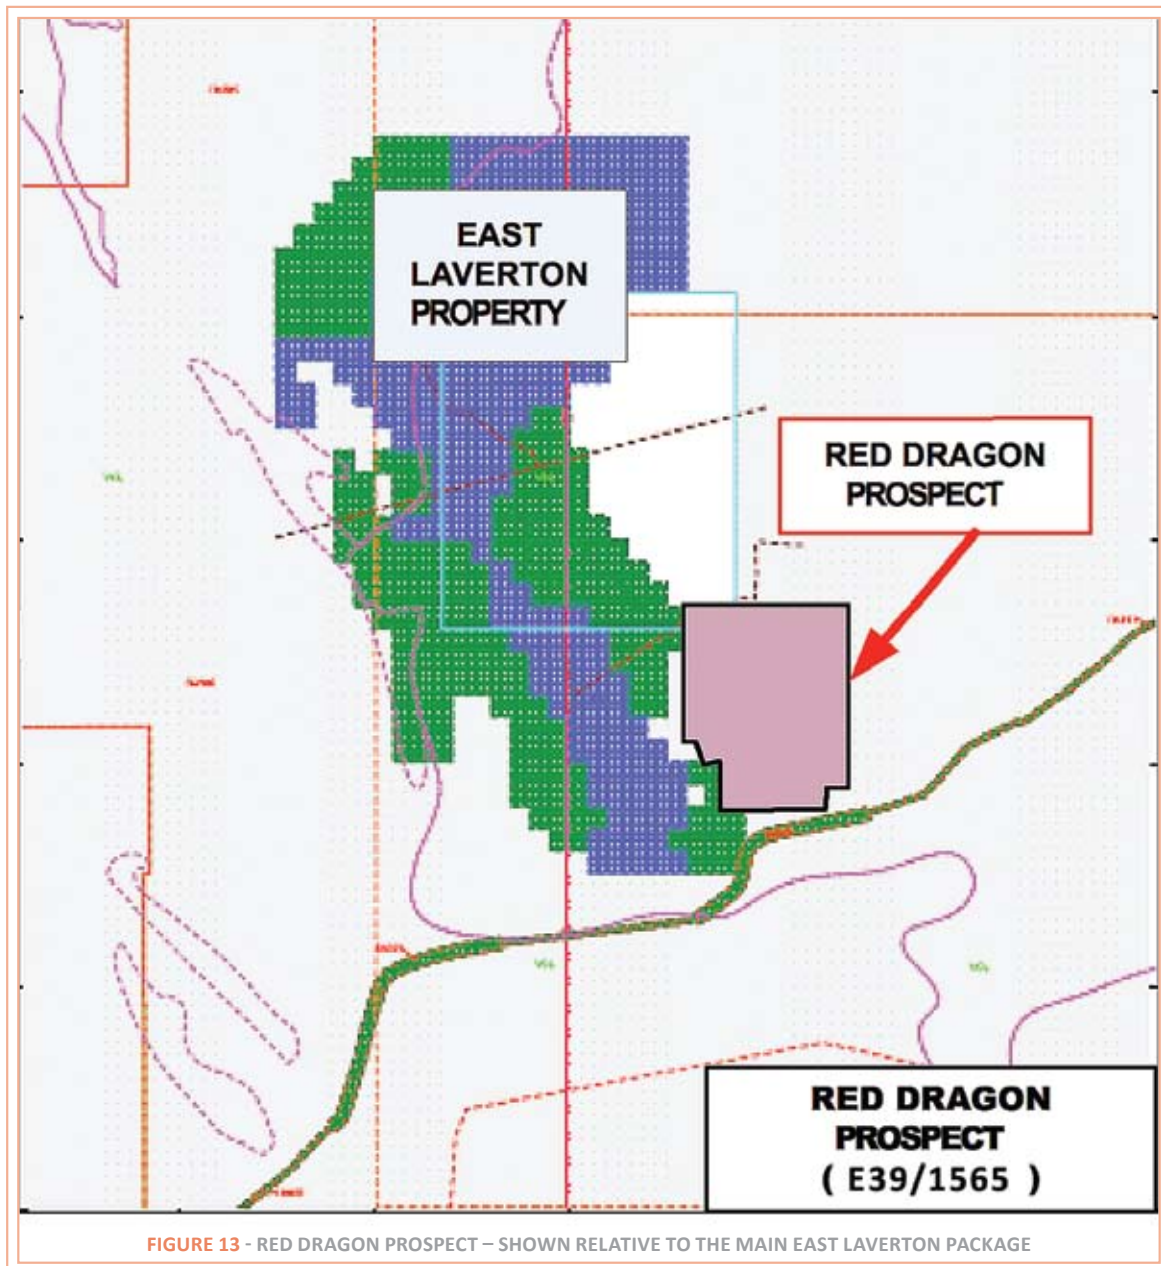 EAST
LAVERTON
PROPERTY
RED DRAGON
PROSPECT
RED DRAGON
PROSPECT
( E39/1565 )
FIGURE 13 - RED DRAGON PROSPECT – SHOWN RELATIVE TO THE MAIN EAST LAVERTON PACKAGE